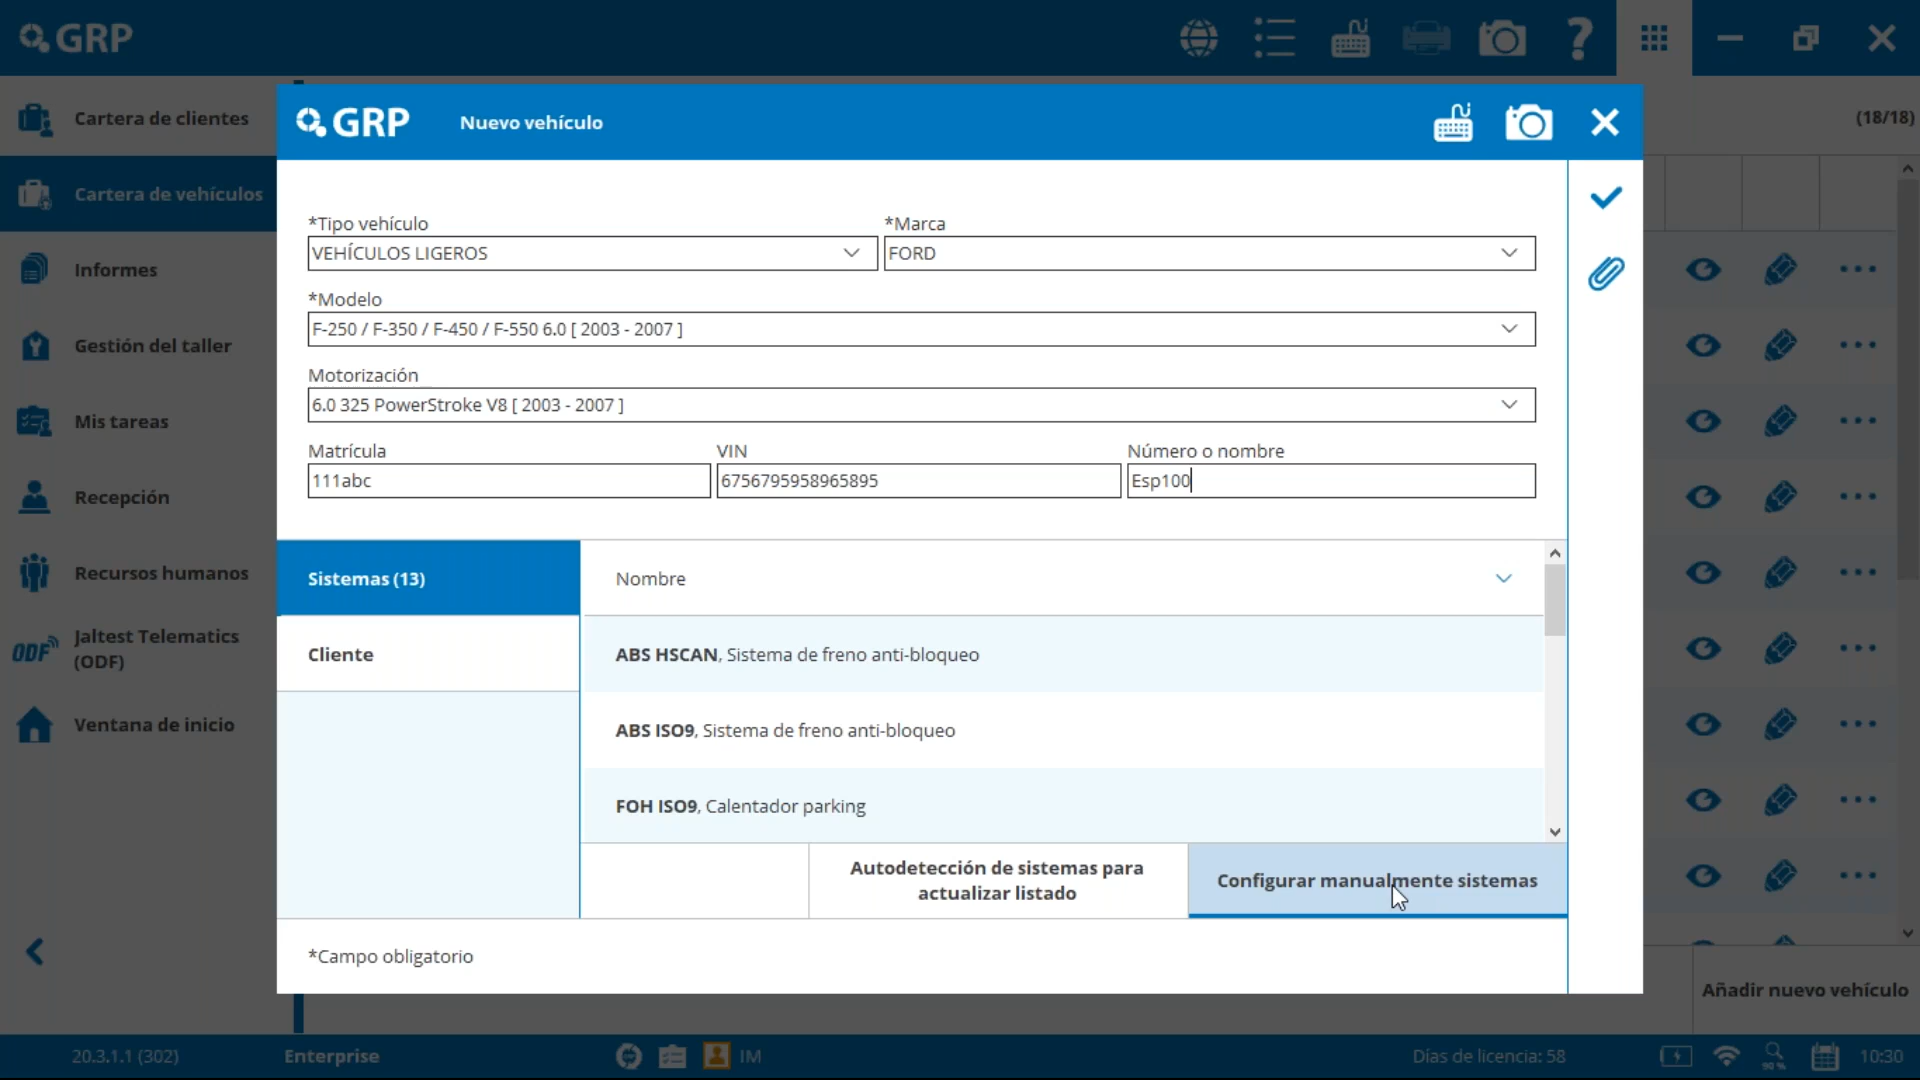 GRP
Cartera de clientes
(18/18)
Cartera de vehículos
Informes
Gestión del taller
Mis tareas
Recepción
Recursos humanos
Jaltest Telematics
(ODF)
ODF
Ventana de inicio
GRP
Nuevo vehículo
*Tipo vehículo
*Marca
VEHÍCULOS LIGEROS
FORD
*Modelo
F-250 / F-350 / F-450 / F-550 6.0 [ 2003 - 2007 ]
Motorización
6.0 325 PowerStroke V8 [ 2003 - 2007 ]
Matrícula
VIN
Número o nombre
111abc
6756795958965895
Esp100
Sistemas (13)
Nombre
Cliente
ABS HSCAN, Sistema de freno anti-bloqueo
ABS ISO9, Sistema de freno anti-bloqueo
FOH ISO9, Calentador parking
Autodetección de sistemas para
actualizar listado
Configurar manualmente sistemas
*Campo obligatorio
Añadir nuevo vehículo
20.3.1.1 (302)
Enterprise
IM
Días de licencia: 58
90 %
10:30